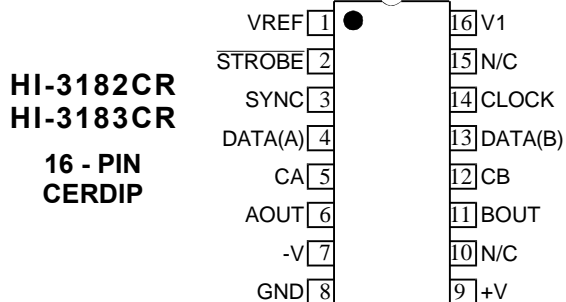 HI-3182CR
HI-3183CR
16 - PIN
CERDIP
VREF 1
STROBE 2
SYNC 3
DATA(A) 4
CA 5
AOUT 6
-V 7
GND 8
16 V1
15 N/C
14 CLOCK
13 DATA(B)
12 CB
11 BOUT
10 N/C
9 +V